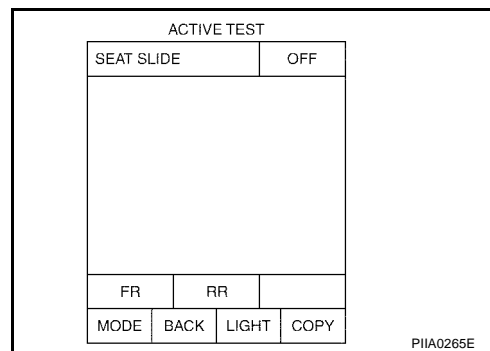 ACTIVE TEST
SEAT SLIDE OFF
FR RR
MODE BACK LIGHT COPY
PIIA0265E